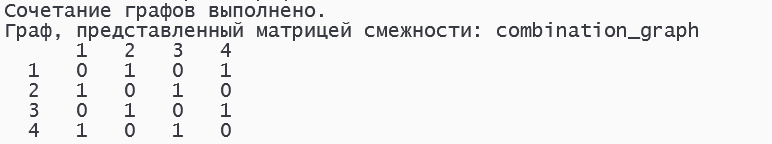 Сочетание графов выполнено.
Граф, представленный матрицей смежности: combination_graph
1 2 3 4
1 0 1 0 1
2 1 0 1 0
3 0 1 0 1
4 1 0 1 0